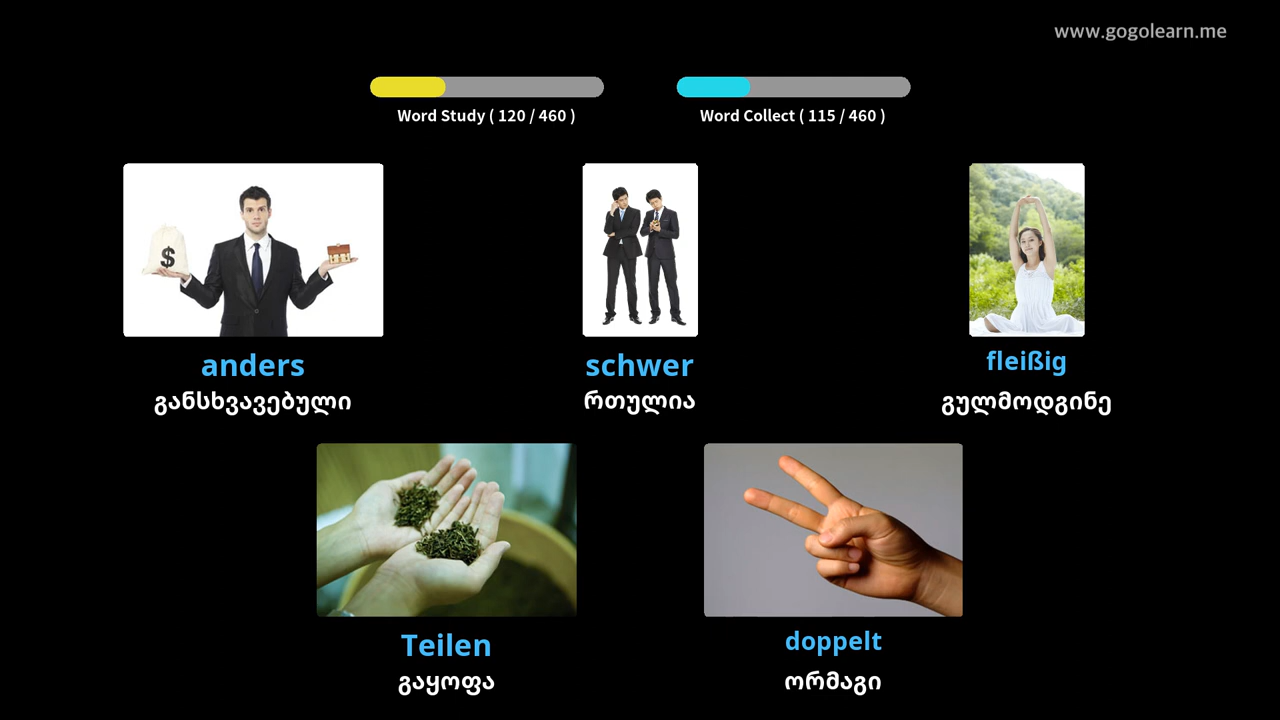 www.gogolearn.me
Word Study ( 120 / 460 )
Word Collect ( 115 / 460 )
$
anders
განსხვავებული
schwer
რთულია
fleißig
გულმოდგინე
Teilen
გაყოფა
doppelt
ორმაგი